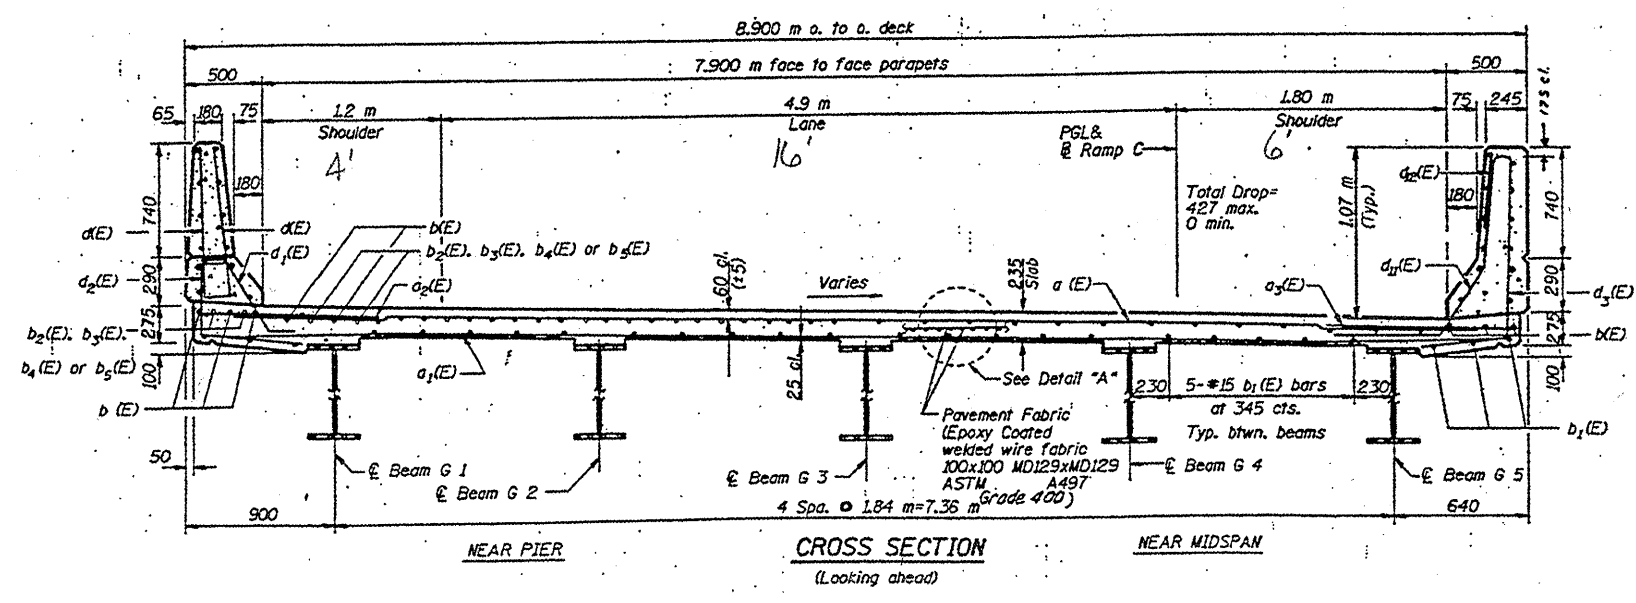 8.900 m o. to o. deck
500
7.900 m face to face parapets
500
65
180
75
1.2 m
Shoulder
4'
4.9 m
Lane
16'
PGL&
℄ Ramp C
1.80 m
Shoulder
6'
75
245
175 cl.
180
740
290
275
100
d(E)
d(E)
d₁(E)
d₂(E)
b(E)
b₂(E). b₃(E). b₄(E) or b₅(E)
a₂(E)
60 cl.
(±5)
Varies
235
Slab
a (E)
a₃(E)
Total Drop=
427 max.
0 min.
1.07 m
(Typ.)
180
d₁₂(E)
d₁₁(E)
740
290
275
100
d₃(E)
b(E)
b₂(E). b₃(E).
b₄(E) or b₅(E)
b (E)
a₁(E)
25 cl.
See Detail "A"
230
5-#15 b₁(E) bars
at 345 cts.
Typ. btwn. beams
230
b₁(E)
Pavement Fabric
(Epoxy Coated
welded wire fabric
100x100 MD129xMD129
ASTM A497
Grade 400)
50
℄ Beam G 1
℄ Beam G 2
℄ Beam G 3
℄ Beam G 4
℄ Beam G 5
900
4 Spa. @ 1.84 m=7.36 m
640
NEAR PIER
CROSS SECTION
(Looking ahead)
NEAR MIDSPAN